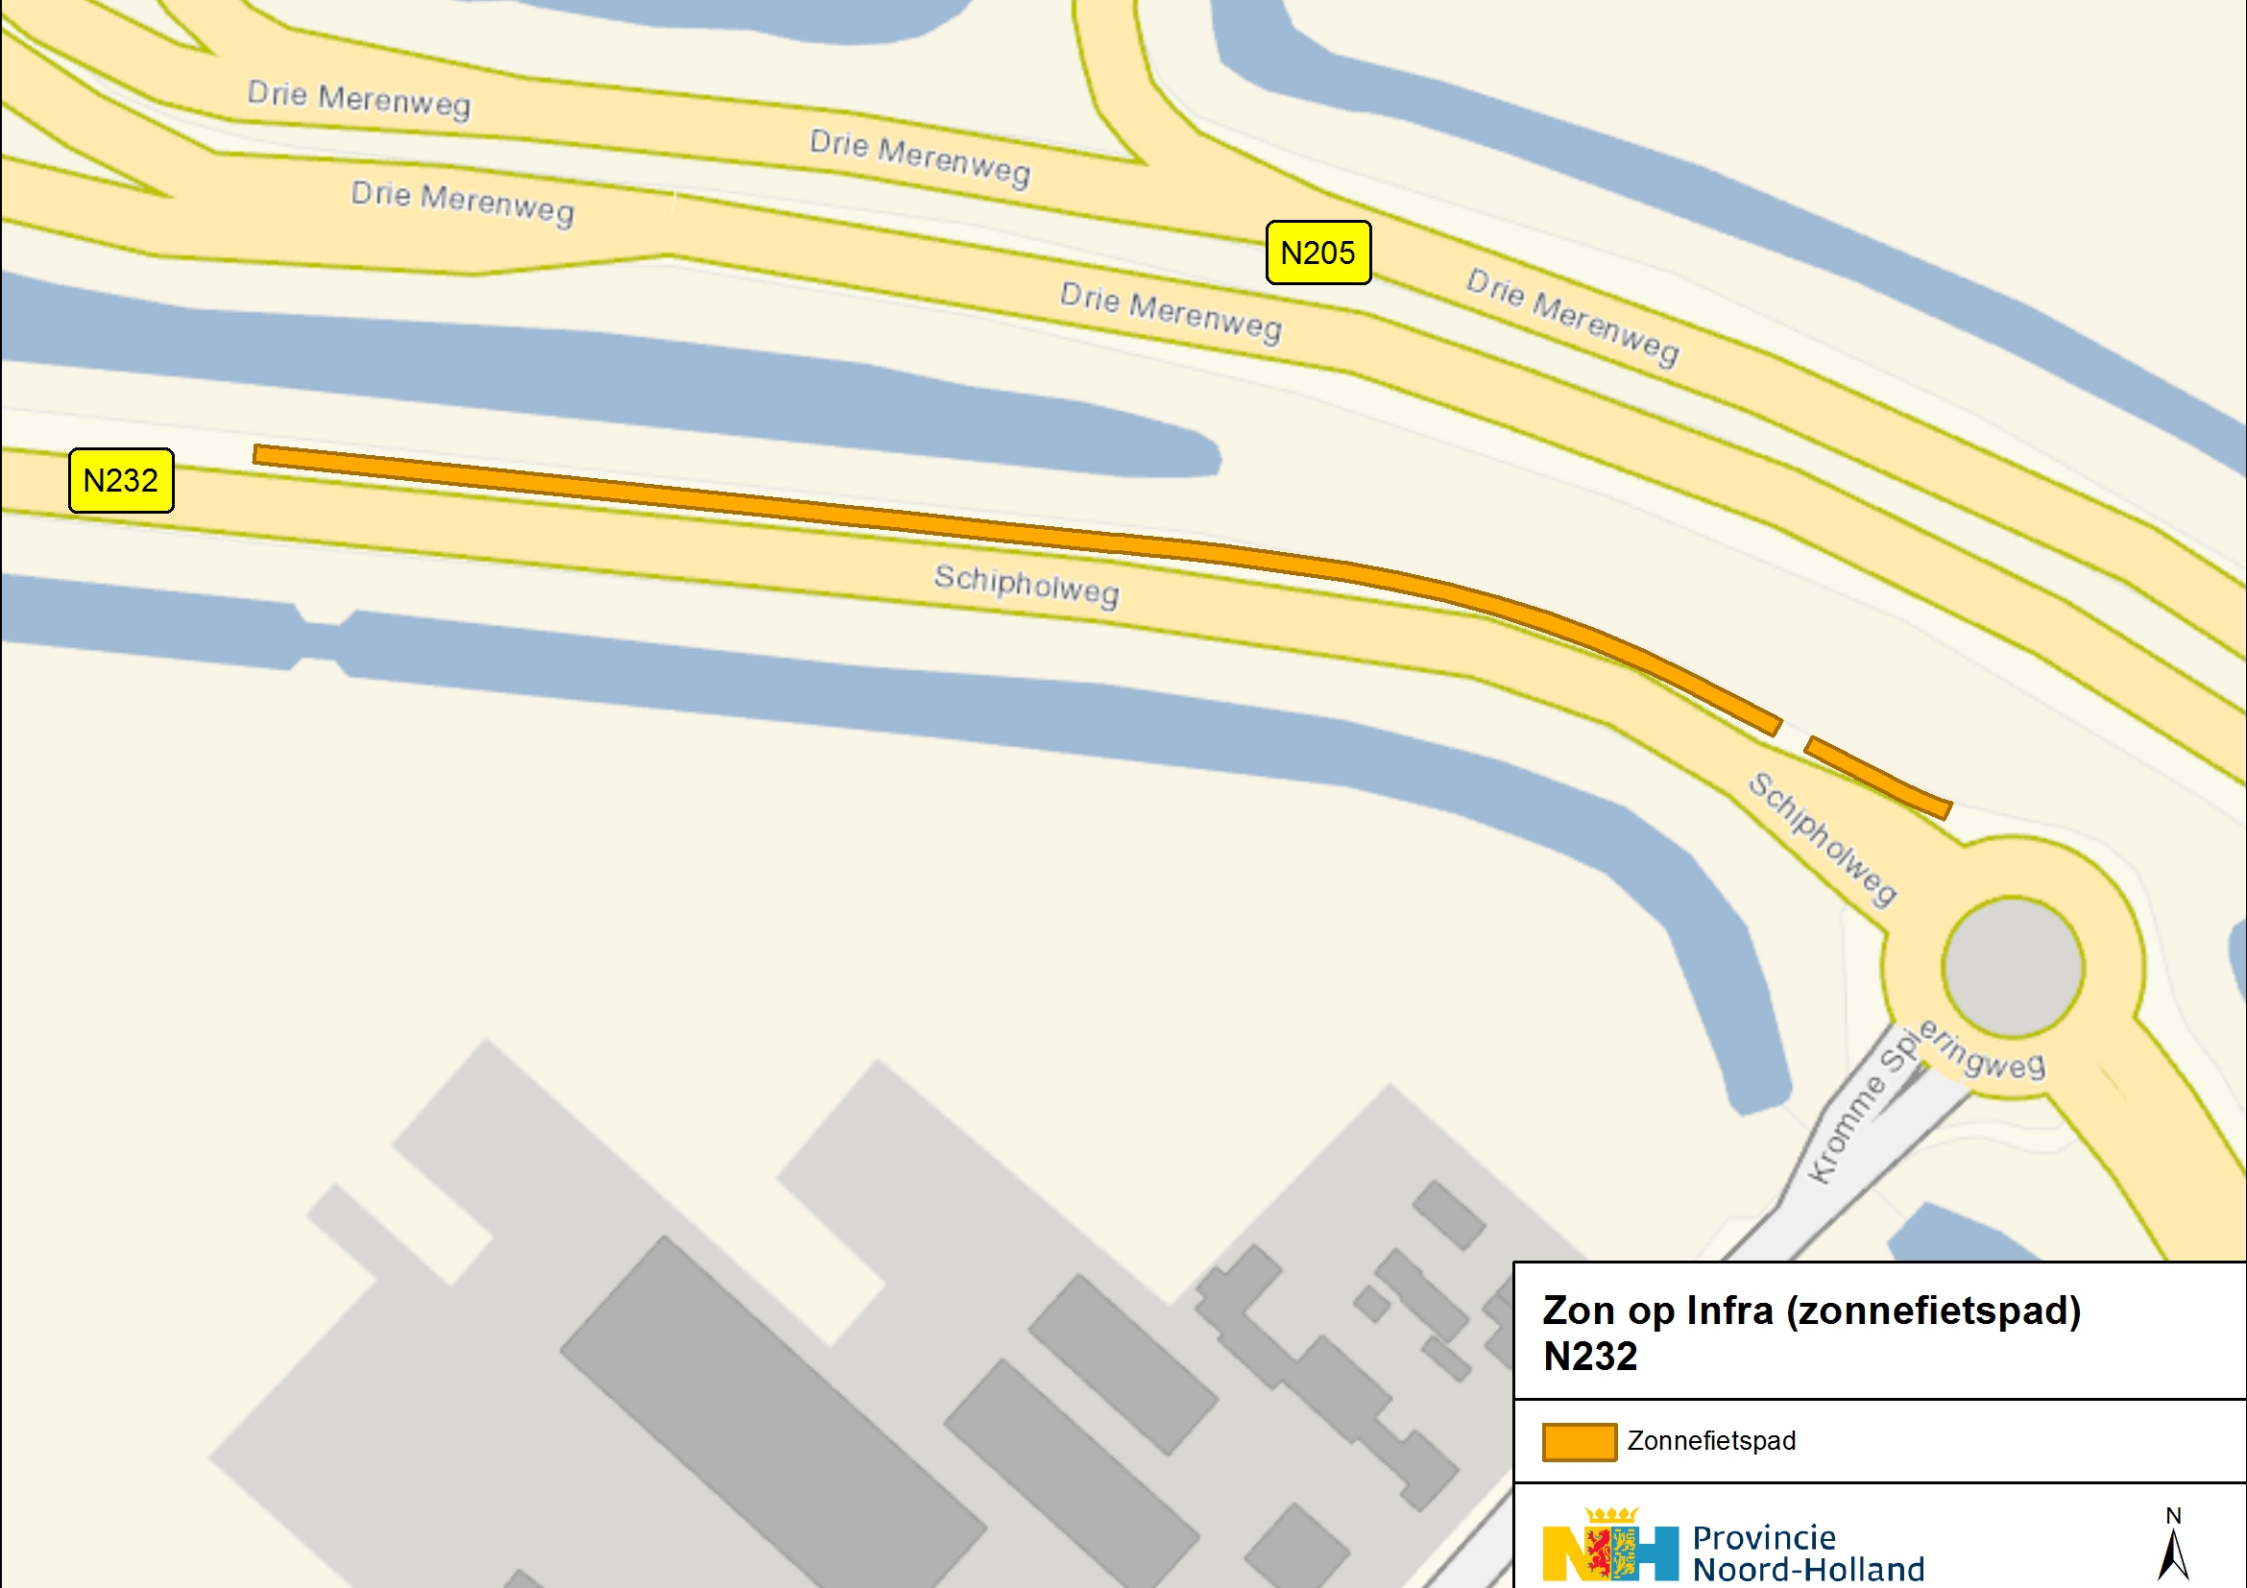 Drie Merenweg
Drie Merenweg
Drie Merenweg
N205
Drie Merenweg
Drie Merenweg
N232
Schipholweg
Schipholweg
Kromme Spieringweg
Zon op Infra (zonnefietspad)
N232
Zonnefietspad
N
NH
Provincie
Noord-Holland